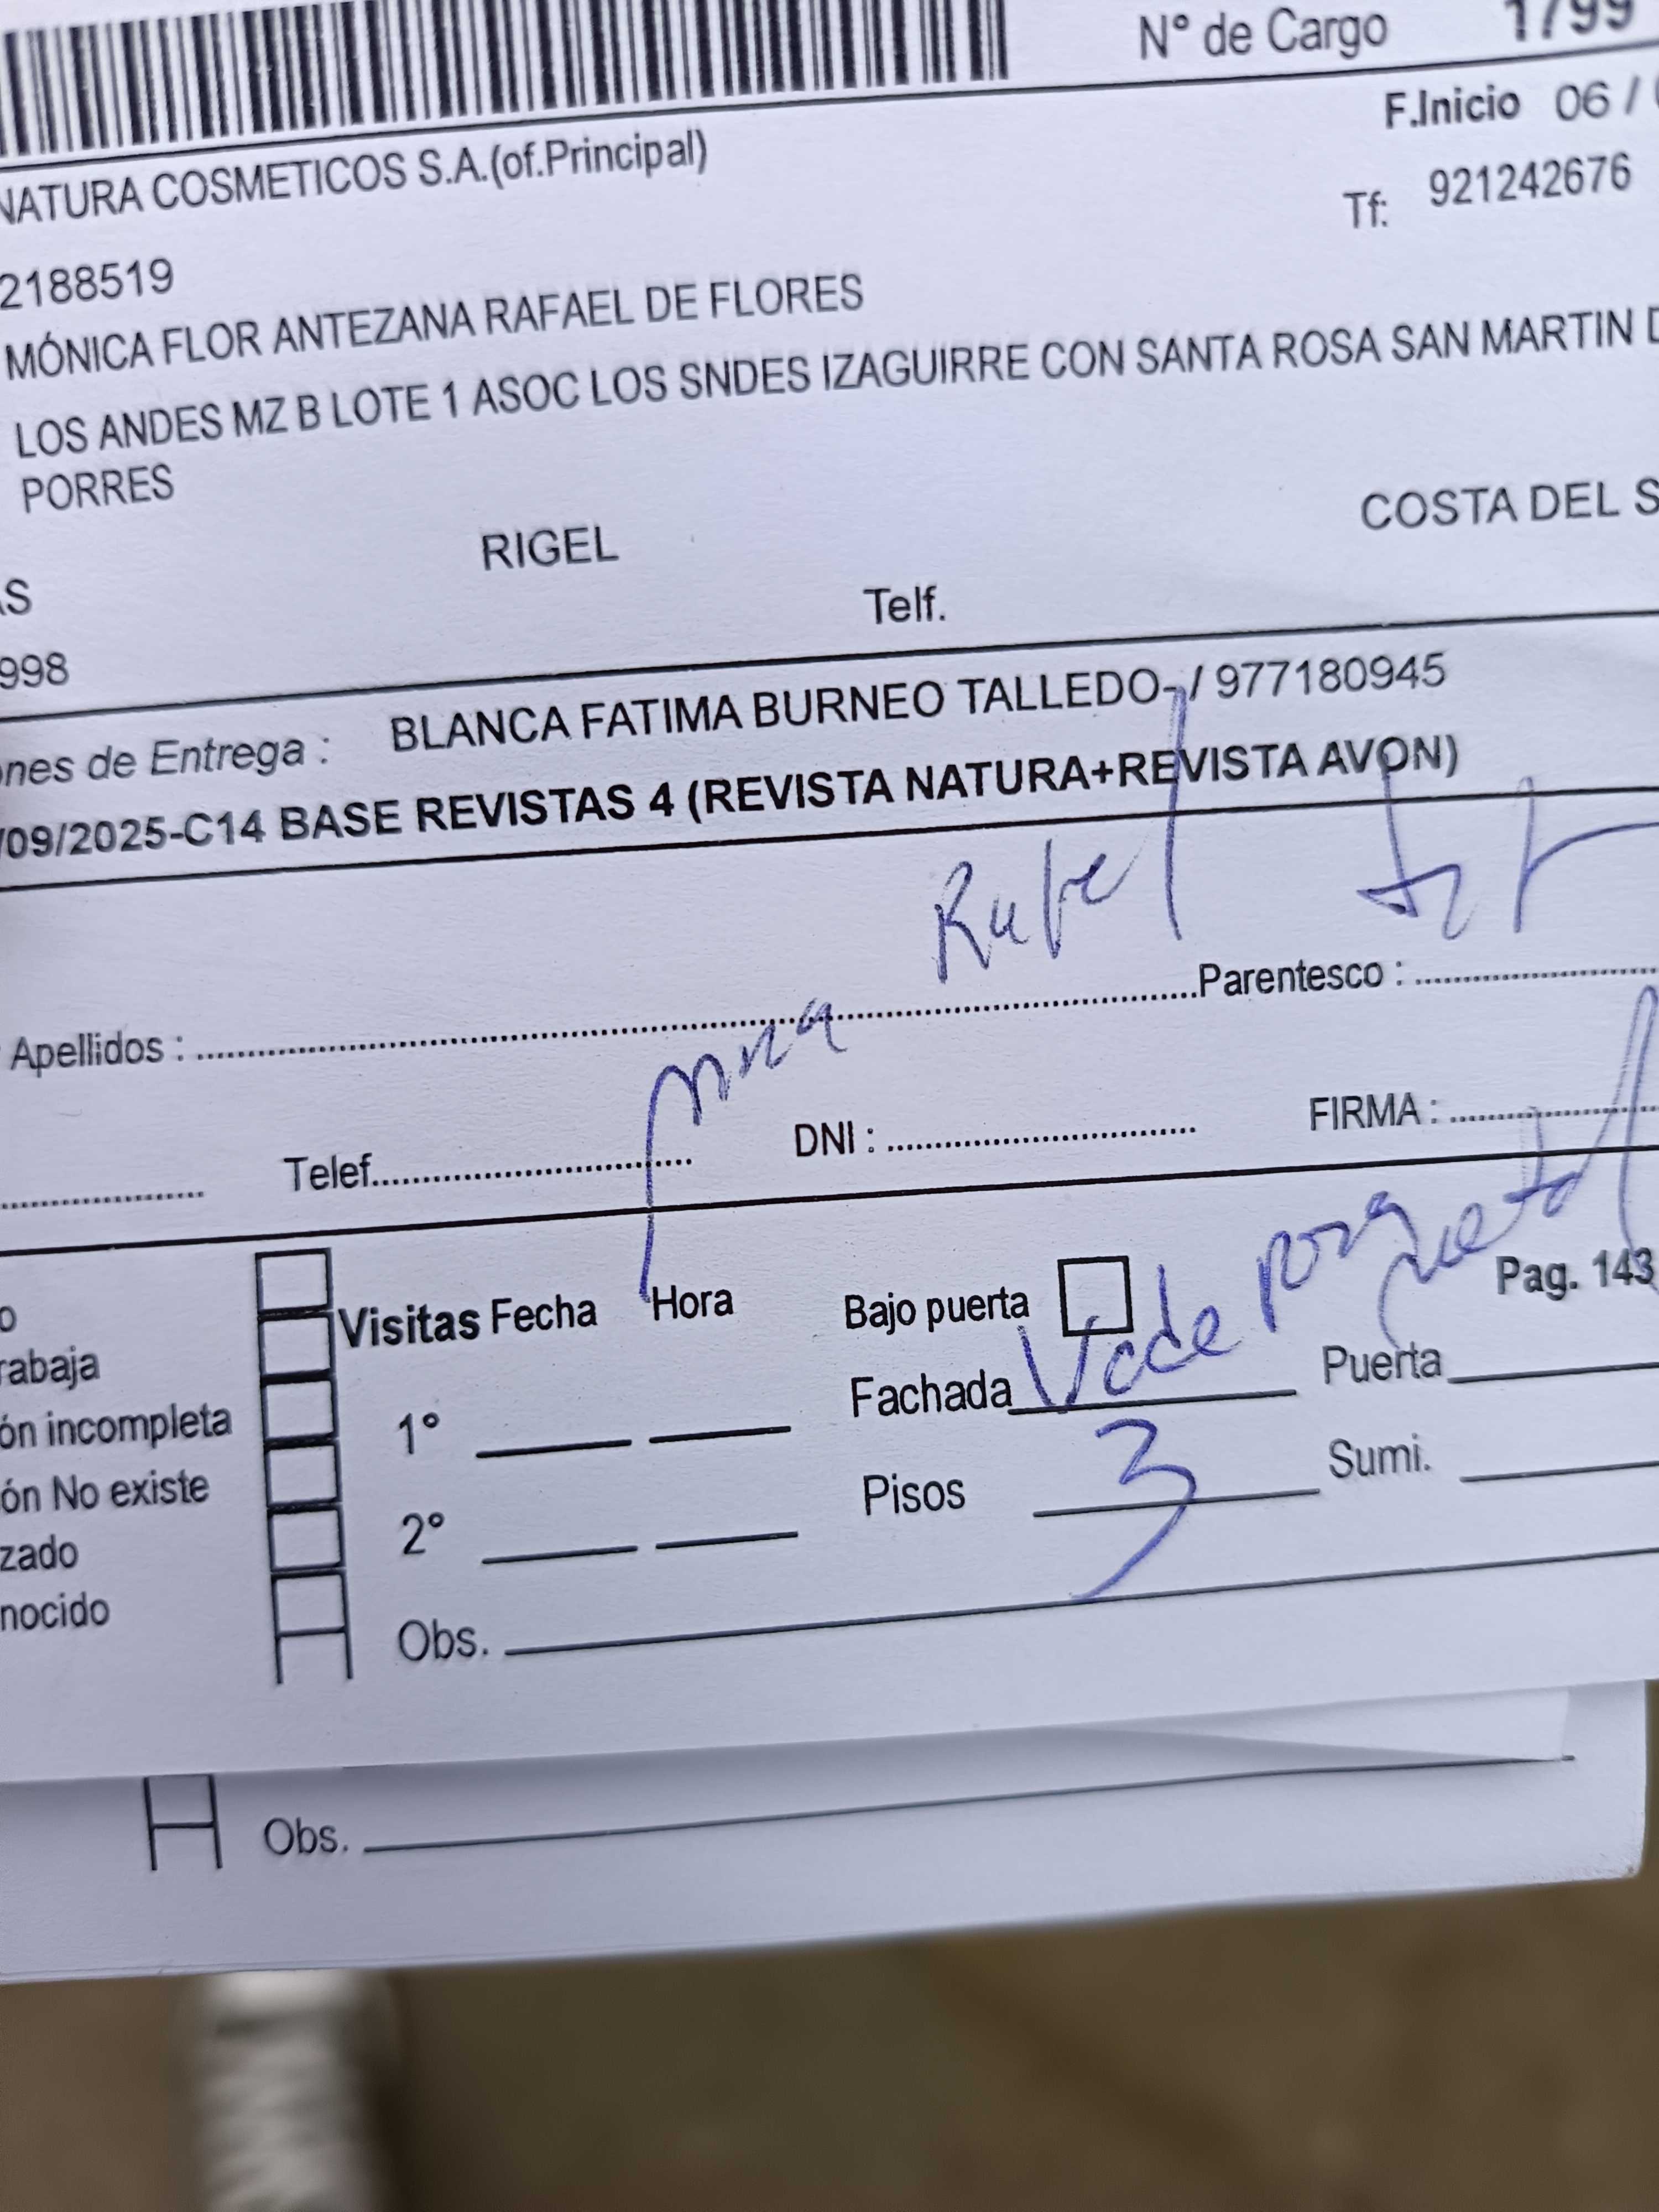 N° de Cargo 1799
F.Inicio 06 /
NATURA COSMETICOS S.A.(of.Principal)
Tf: 921242676
2188519
MÓNICA FLOR ANTEZANA RAFAEL DE FLORES
LOS ANDES MZ B LOTE 1 ASOC LOS SNDES IZAGUIRRE CON SANTA ROSA SAN MARTIN D
PORRES
RIGEL
COSTA DEL S
AS
Telf.
998
ones de Entrega : BLANCA FATIMA BURNEO TALLEDO- / 977180945
/09/2025-C14 BASE REVISTAS 4 (REVISTA NATURA+REVISTA AVON)
Apellidos : Parentesco :
Telef. DNI : FIRMA :
Visitas Fecha Hora
Bajo puerta
Pag. 143
o
rabaja
ón incompleta
ón No existe
zado
nocido
1°
2°
Fachada
Puerta
Pisos 3
Sumi.
Obs.
Obs.